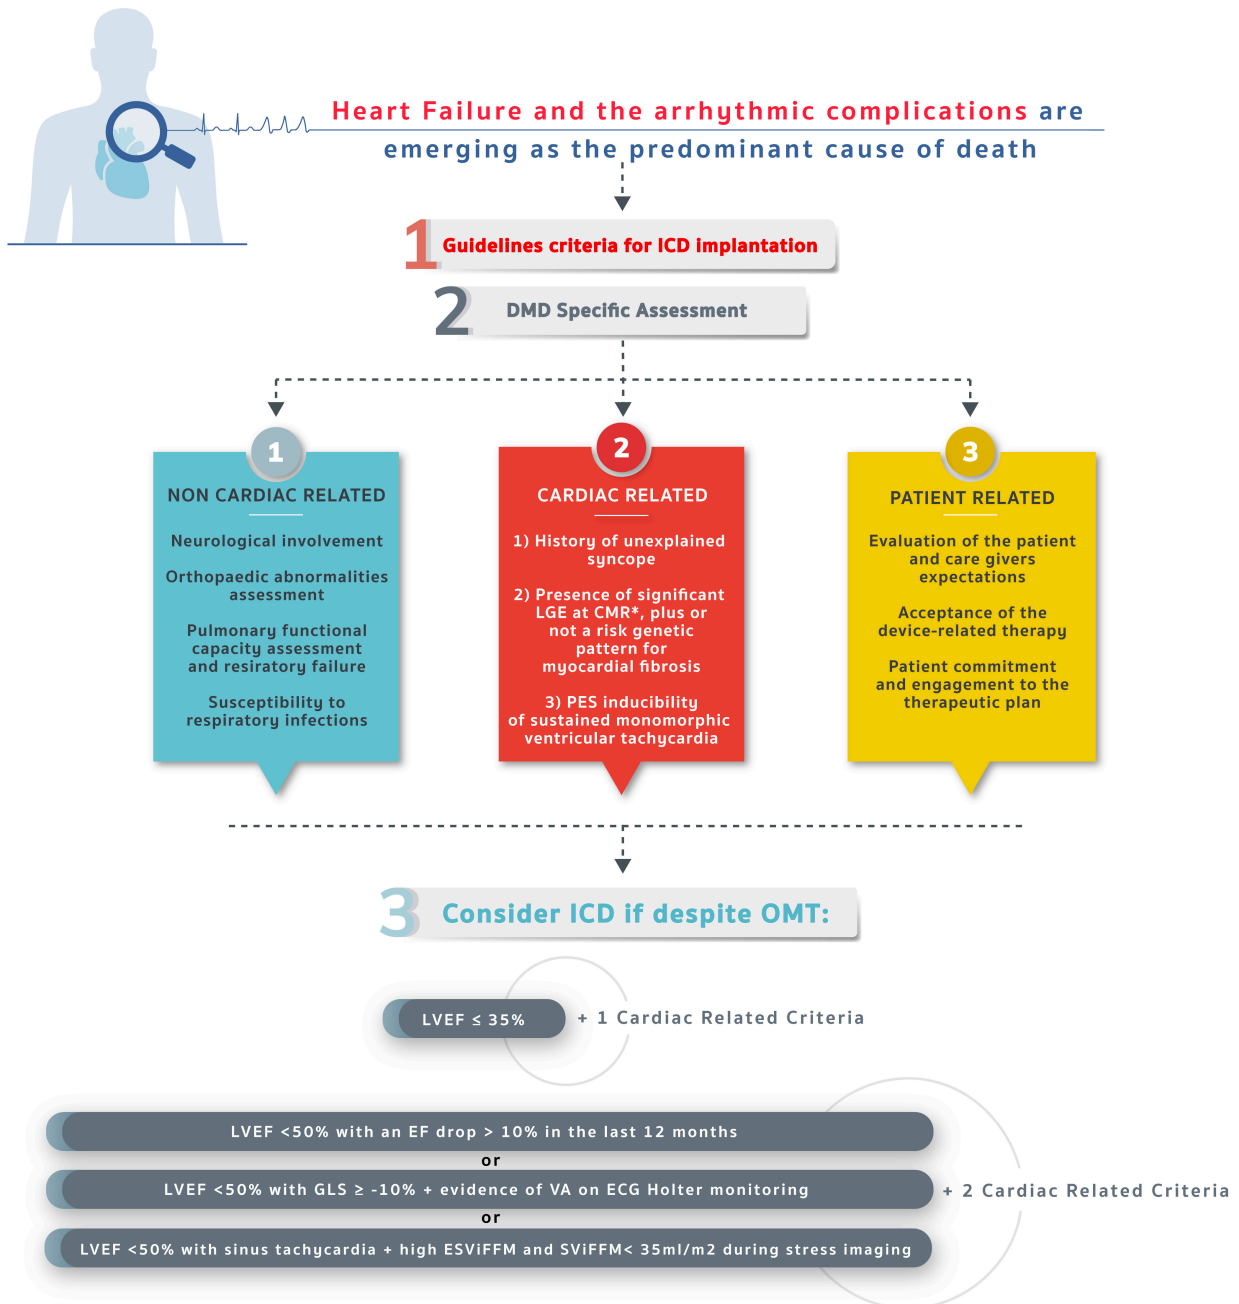 Heart Failure and the arrhythmic complications are
emerging as the predominant cause of death
1 Guidelines criteria for ICD implantation
2 DMD Specific Assessment
1
NON CARDIAC RELATED
Neurological involvement
Orthopaedic abnormalities
assessment
Pulmonary functional
capacity assessment
and resiratory failure
Susceptibility to
respiratory infections
2
CARDIAC RELATED
1) History of unexplained
syncope
2) Presence of significant
LGE at CMR*, plus or
not a risk genetic
pattern for
myocardial fibrosis
3) PES inducibility
of sustained monomorphic
ventricular tachycardia
3
PATIENT RELATED
Evaluation of the patient
and care givers
expectations
Acceptance of the
device-related therapy
Patient commitment
and engagement to the
therapeutic plan
3 Consider ICD if despite OMT:
LVEF ≤ 35% + 1 Cardiac Related Criteria
LVEF <50% with an EF drop > 10% in the last 12 months
or
LVEF <50% with GLS ≥ -10% + evidence of VA on ECG Holter monitoring + 2 Cardiac Related Criteria
or
LVEF <50% with sinus tachycardia + high ESViFFM and SViFFM< 35ml/m2 during stress imaging